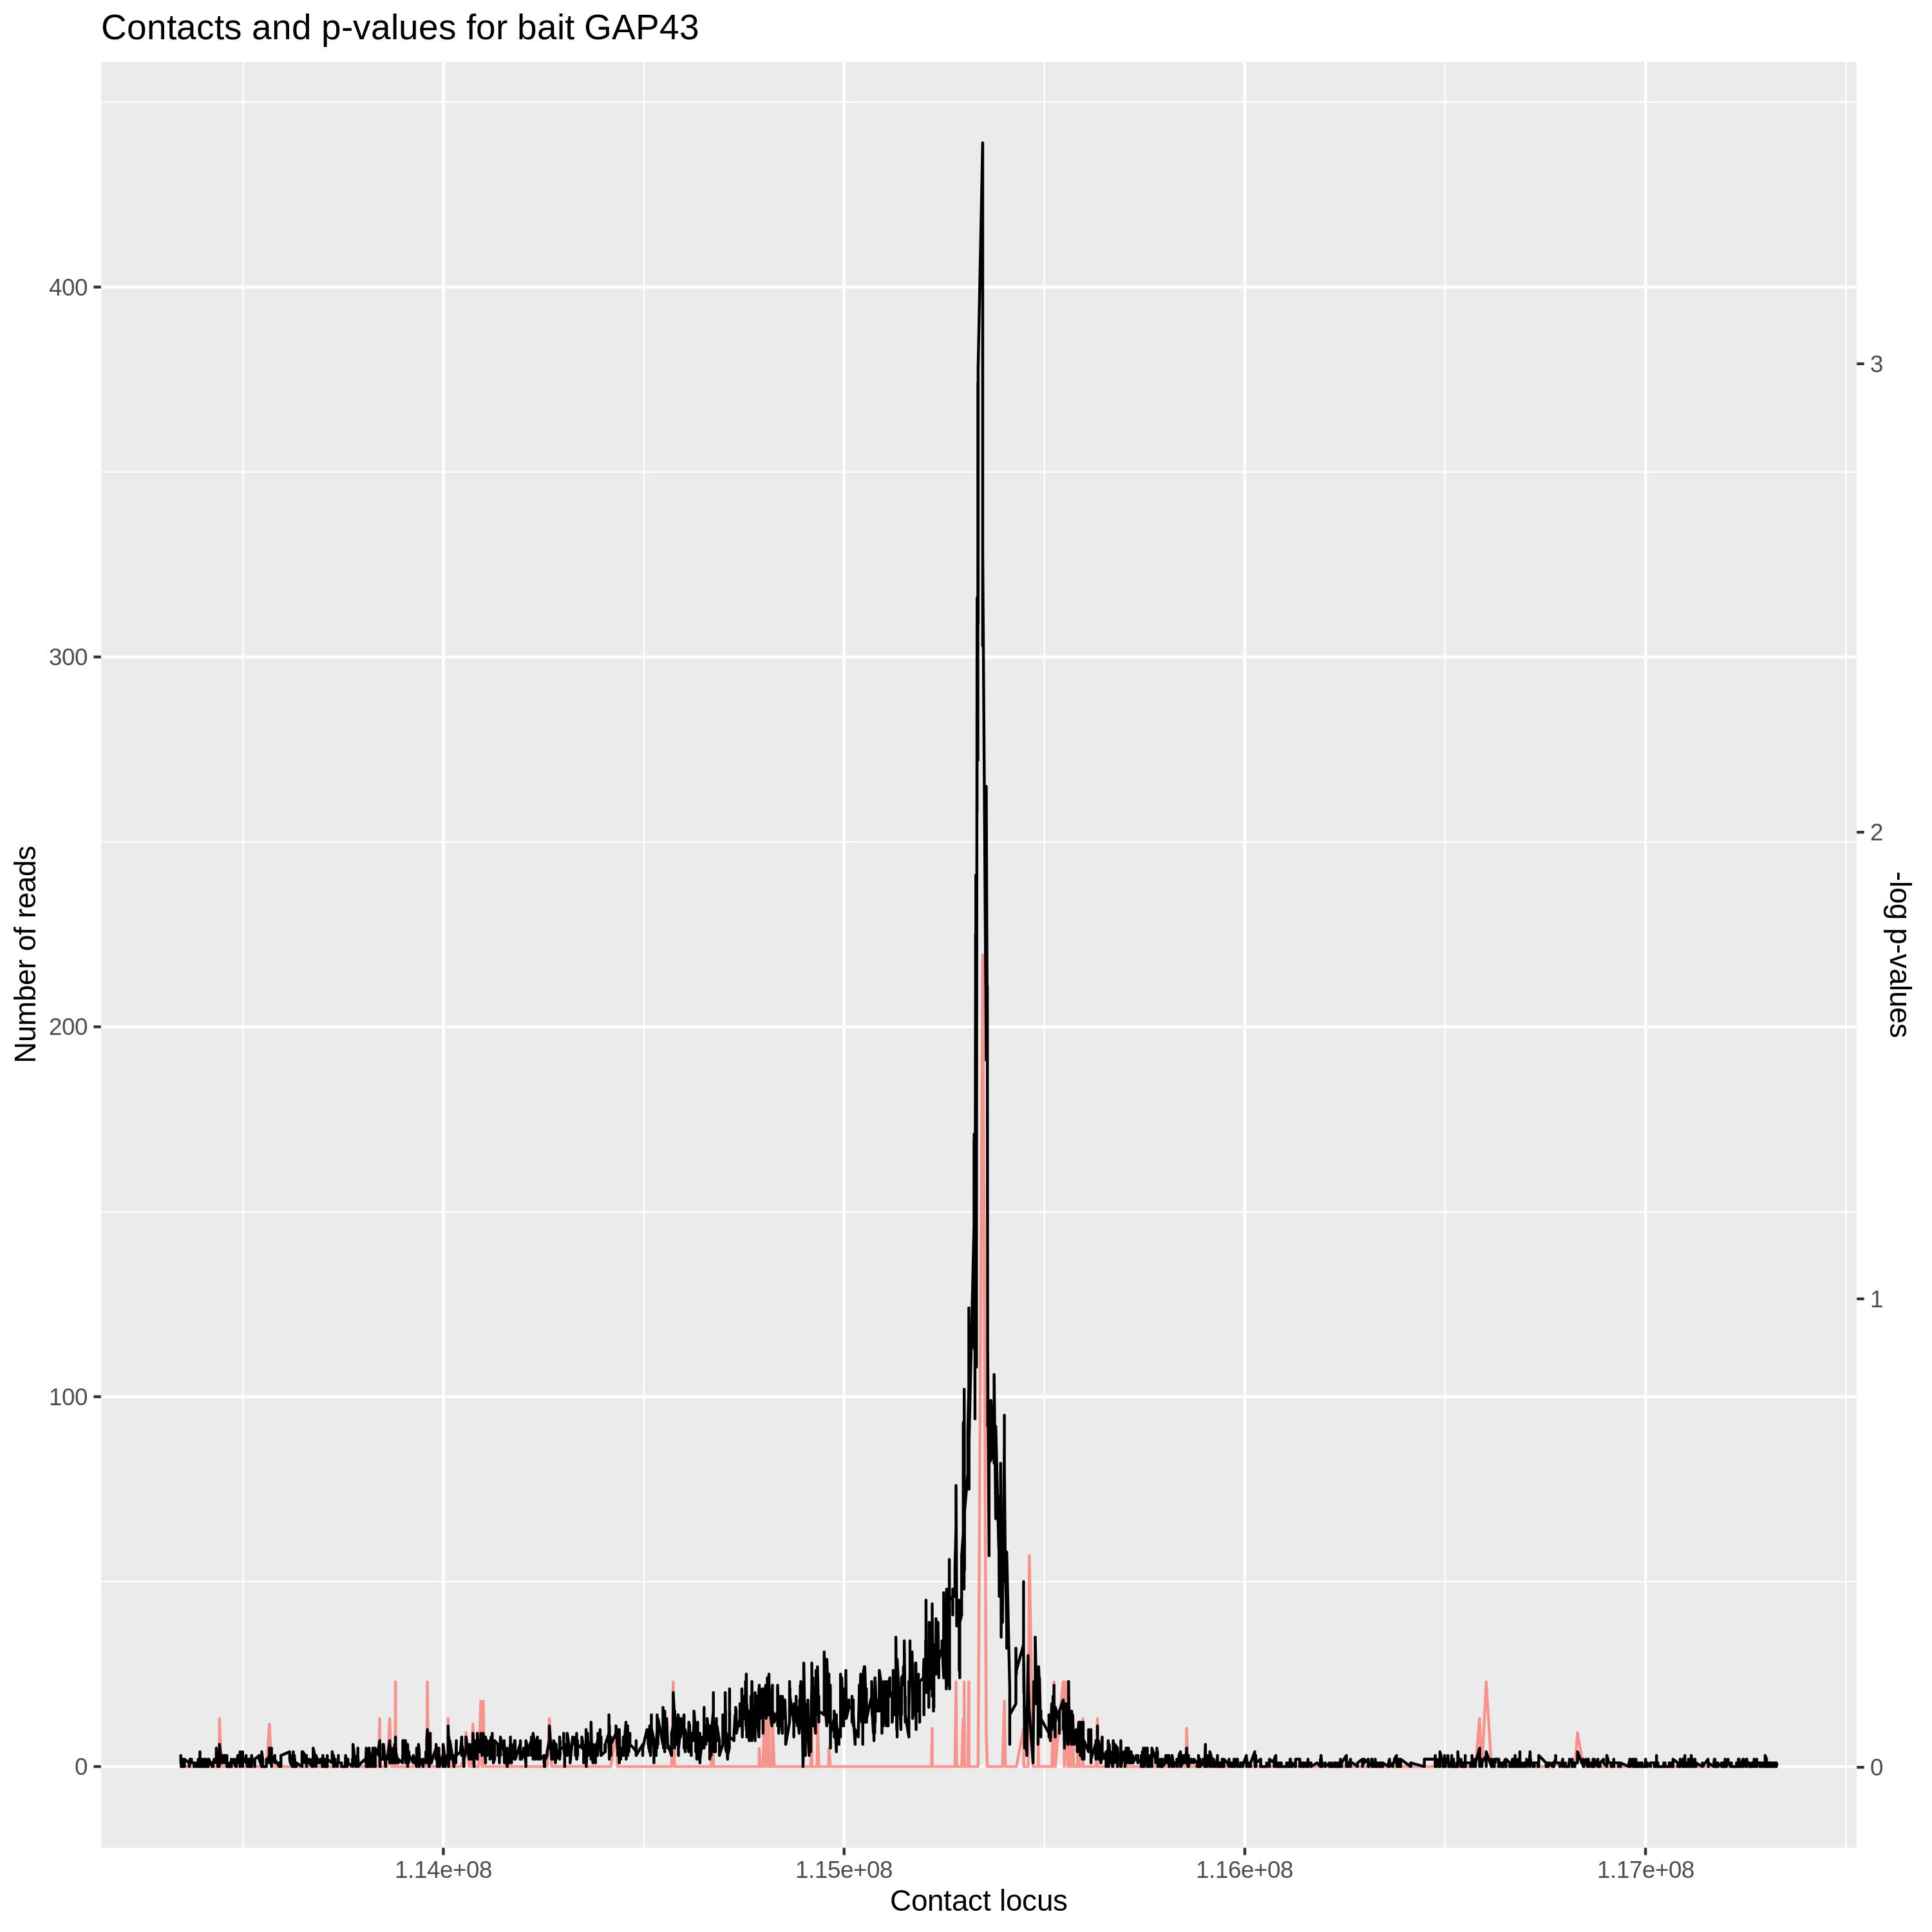 Contacts and p-values for bait GAP43
400
300
200
100
0
Number of reads
3
2
1
0
-log p-values
1.14e+08
1.15e+08
1.16e+08
1.17e+08
Contact locus